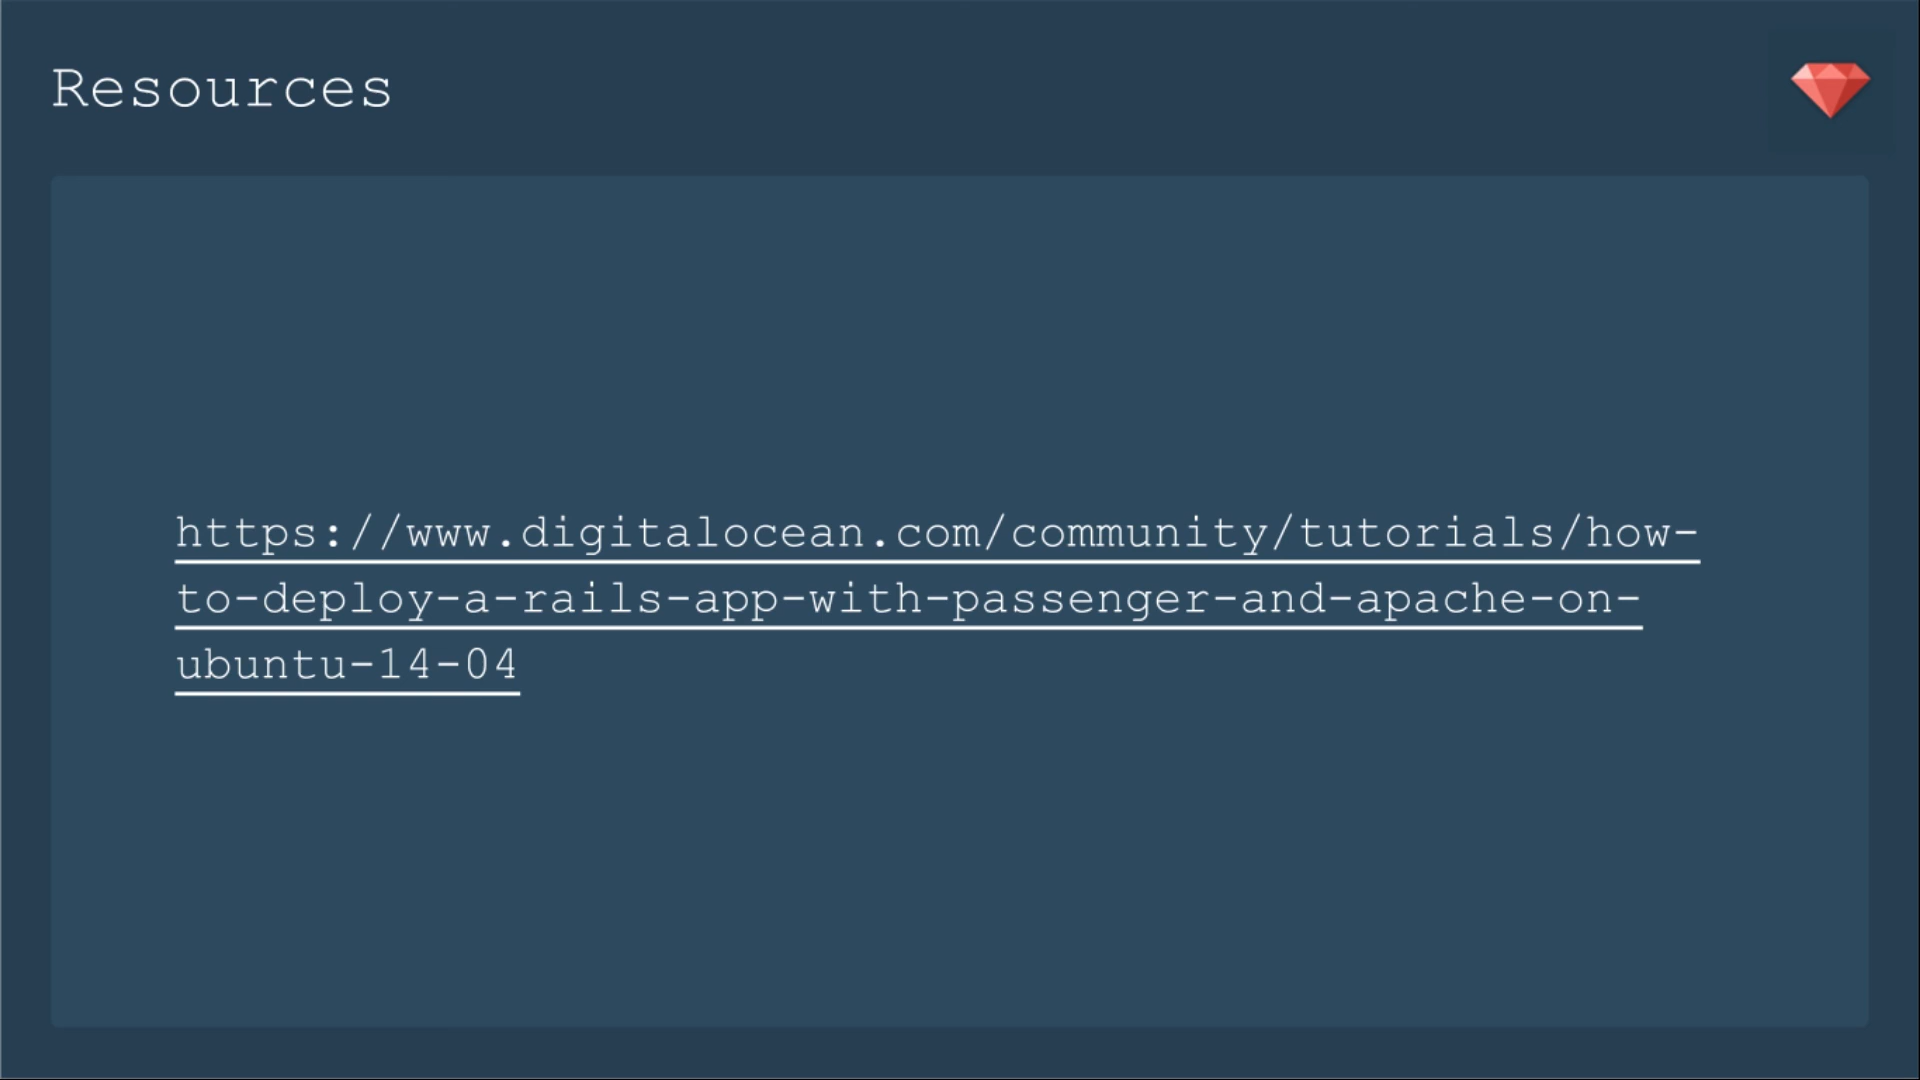 Resources
https://www.digitalocean.com/community/tutorials/how-
to-deploy-a-rails-app-with-passenger-and-apache-on-
ubuntu-14-04